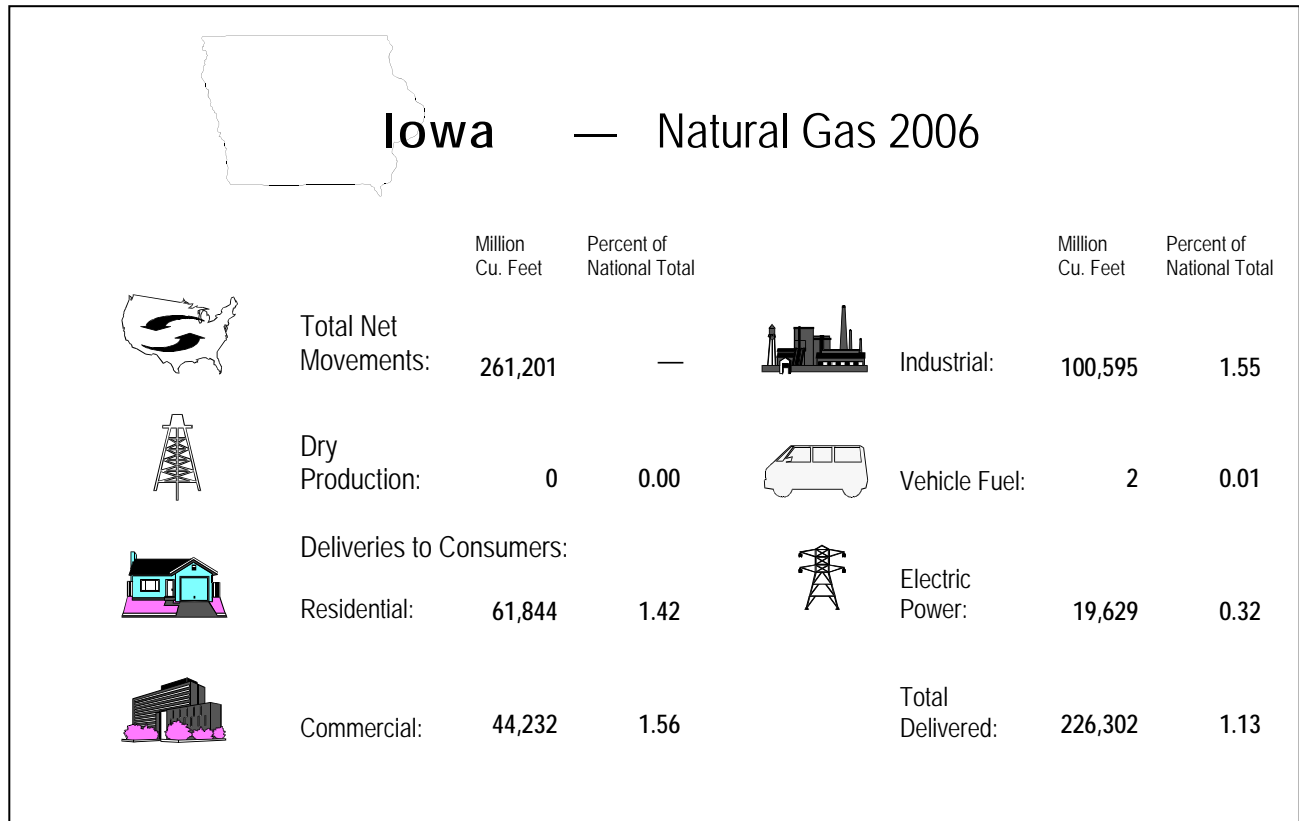 Iowa — Natural Gas 2006
Million
Cu. Feet
Percent of
National Total
Total Net
Movements: 261,201 —
Dry
Production: 0 0.00
Deliveries to Consumers:
Residential: 61,844 1.42
Commercial: 44,232 1.56
Million
Cu. Feet
Percent of
National Total
Industrial: 100,595 1.55
Vehicle Fuel: 2 0.01
Electric
Power: 19,629 0.32
Total
Delivered: 226,302 1.13